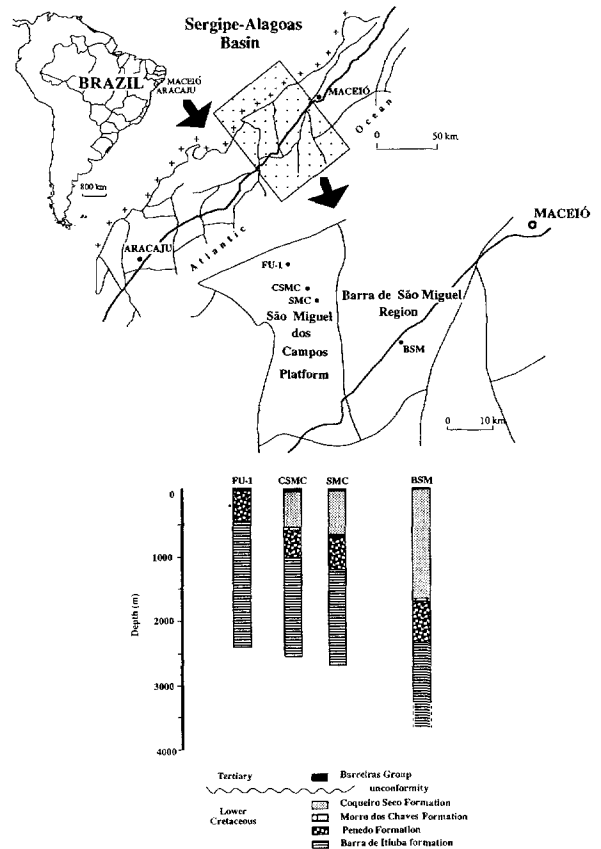 Sergipe-Alagoas
Basin
BRAZIL
MACEIÓ
ARACAJU
800 km
MACEIÓ
Ocean
0 50 km
ARACAJU
Atlantic
MACEIÓ
FU-1
CSMC
SMC
São Miguel
dos
Campos
Platform
Barra de São Miguel
Region
BSM
0 10 km
FU-1 CSMC SMC BSM
0
1000
2000
3000
4000
Depth (m)
Tertiary
Barreiras Group
unconformity
Lower
Cretaceous
Coqueiro Seco Formation
Morro dos Chaves Formation
Penedo Formation
Barra de Itiuba formation